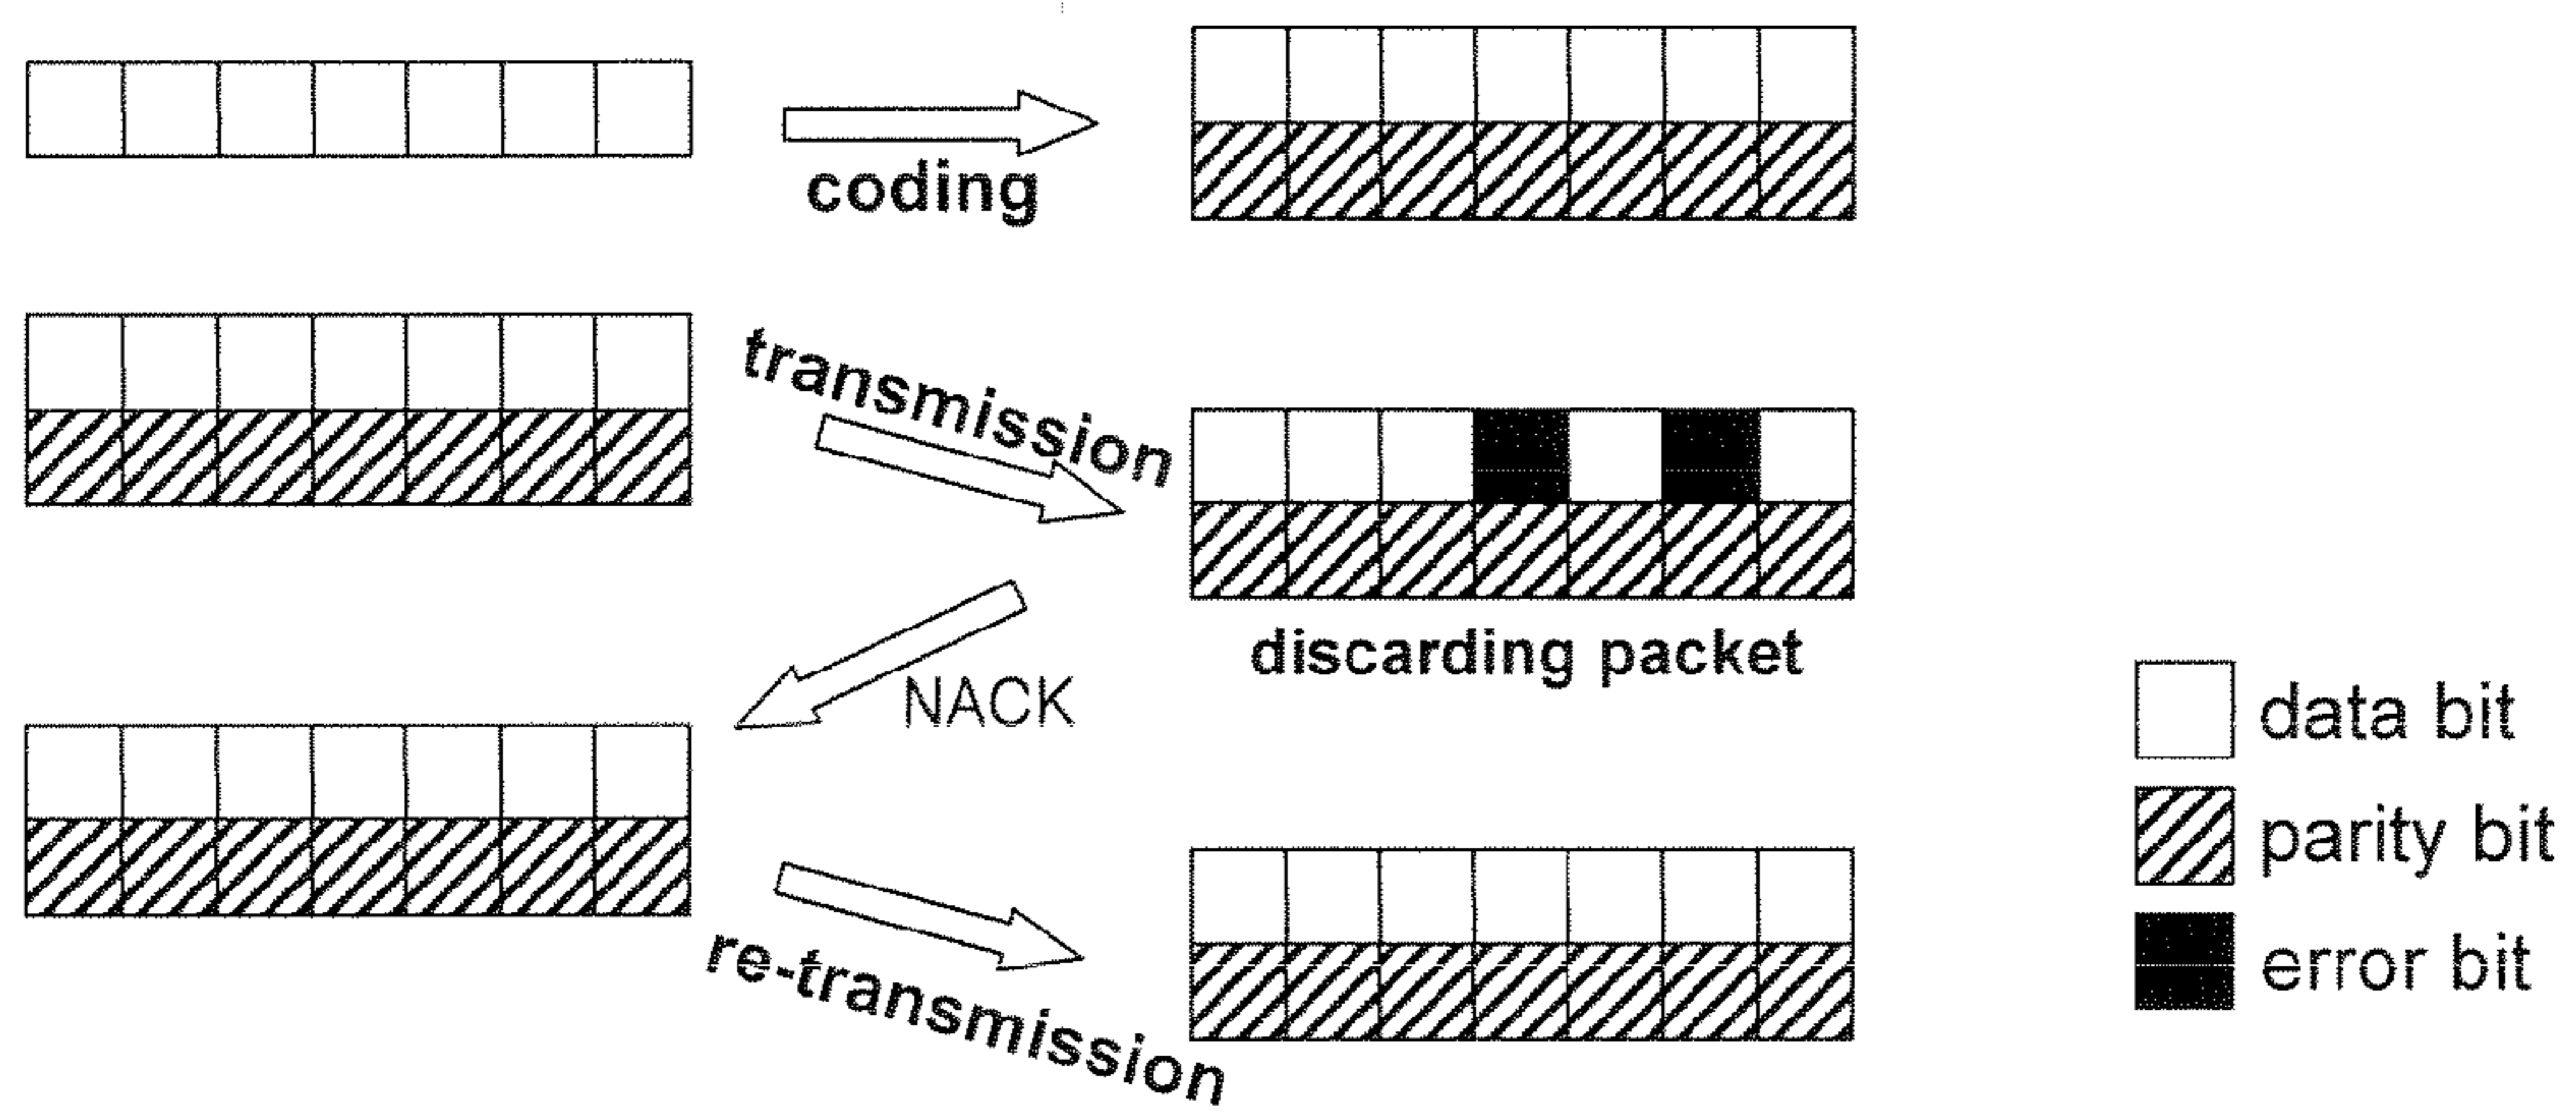 coding
transmission
discarding packet
NACK
re-transmission
data bit
parity bit
error bit